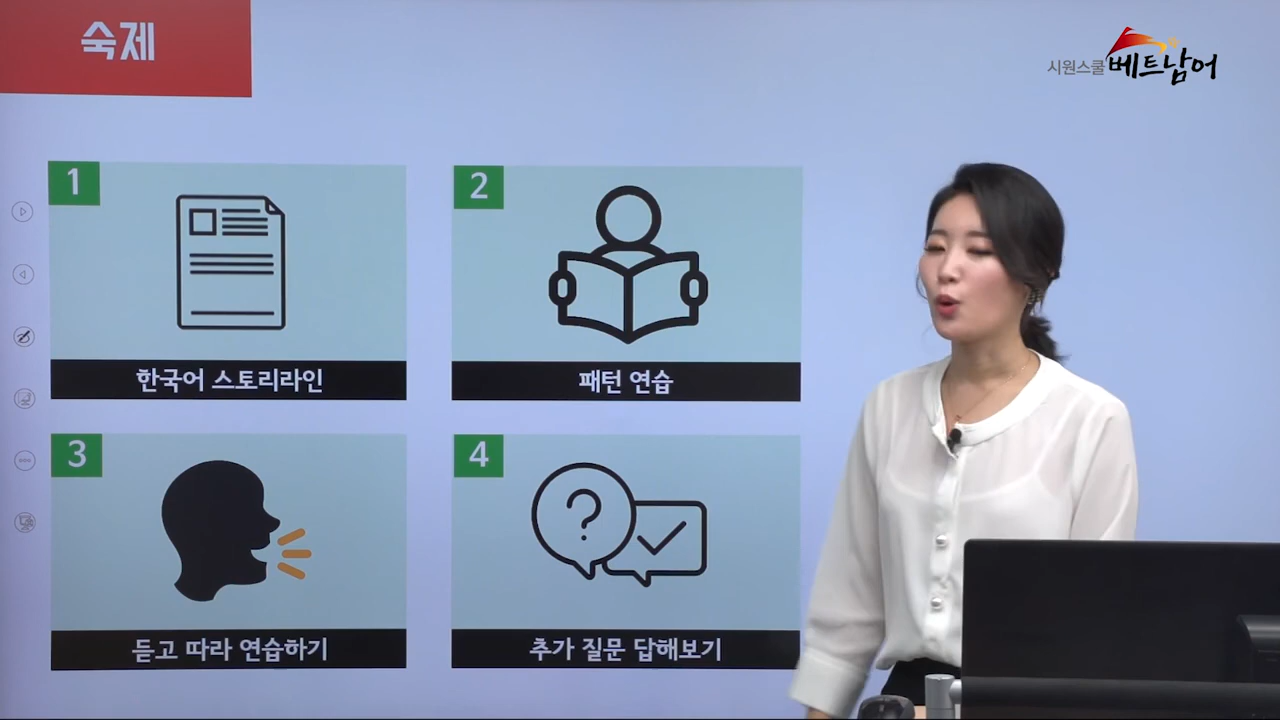 숙제
시원스쿨 베트남어
1
2
한국어 스토리라인
패턴 연습
3
4
듣고 따라 연습하기
추가 질문 답해보기